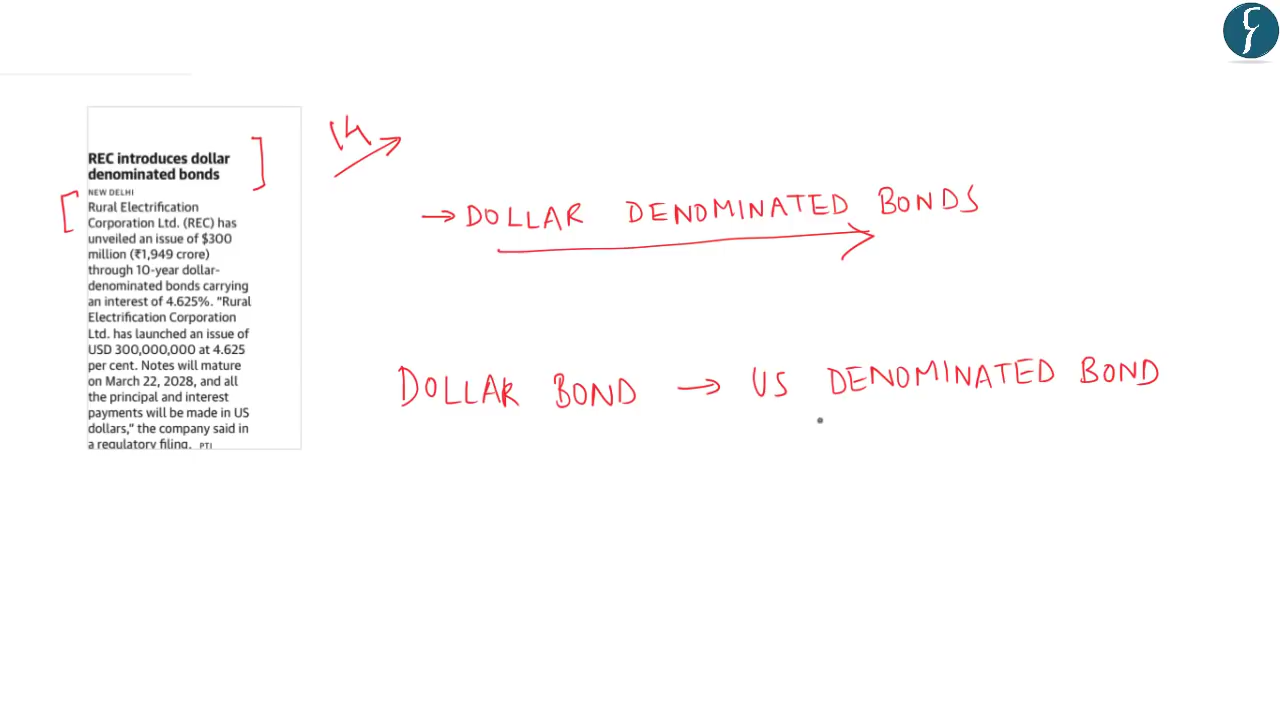 REC introduces dollar
denominated bonds
NEW DELHI
Rural Electrification
Corporation Ltd. (REC) has
unveiled an issue of $300
million (₹1,949 crore)
through 10-year dollar-
denominated bonds carrying
an interest of 4.625%. “Rural
Electrification Corporation
Ltd. has launched an issue of
USD 300,000,000 at 4.625
per cent. Notes will mature
on March 22, 2028, and all
the principal and interest
payments will be made in US
dollars,” the company said in
a regulatory filing. PTI
14
→ DOLLAR DENOMINATED BONDS
DOLLAR BOND → US DENOMINATED BOND